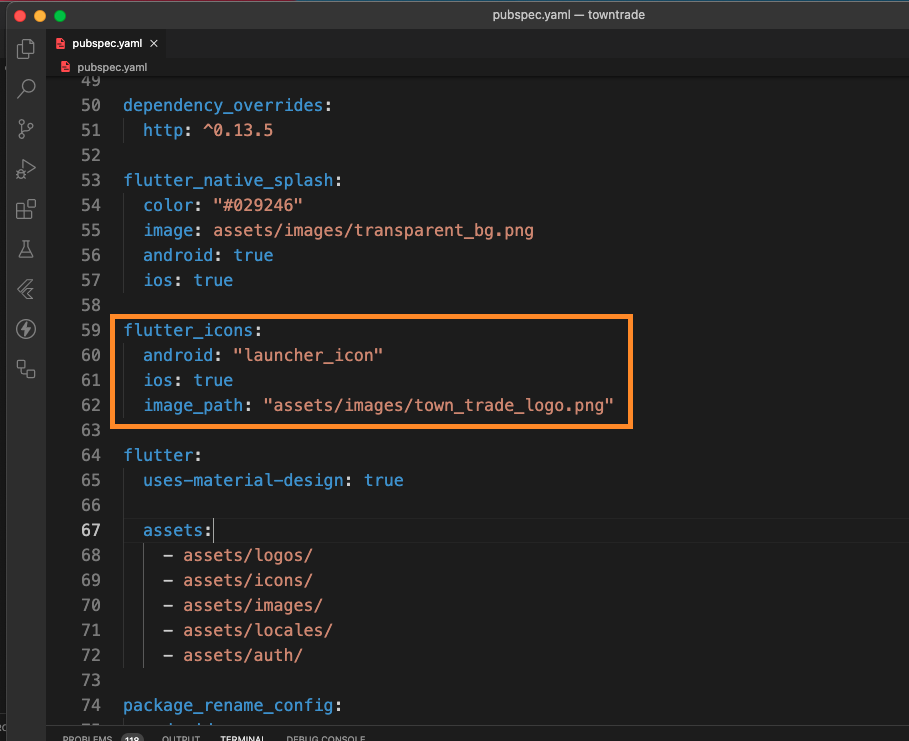 pubspec.yaml — towntrade
pubspec.yaml ×
pubspec.yaml
49
50 dependency_overrides:
51   http: ^0.13.5
52
53 flutter_native_splash:
54   color: "#029246"
55   image: assets/images/transparent_bg.png
56   android: true
57   ios: true
58
59 flutter_icons:
60   android: "launcher_icon"
61   ios: true
62   image_path: "assets/images/town_trade_logo.png"
63
64 flutter:
65   uses-material-design: true
66
67   assets:
68     – assets/logos/
69     – assets/icons/
70     – assets/images/
71     – assets/locales/
72     – assets/auth/
73
74 package_rename_config:
PROBLEMS 118 OUTPUT TERMINAL DEBUG CONSOLE